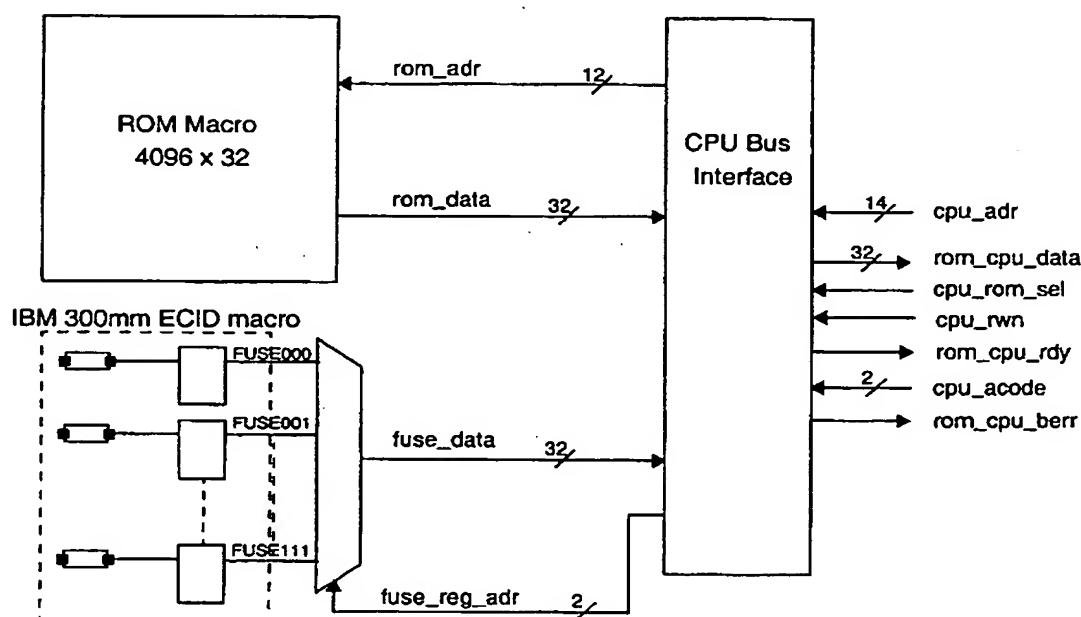 rom_adr
12
ROM Macro
4096 x 32
CPU Bus
Interface
rom_data
32
14
cpu_adr
32
rom_cpu_data
cpu_rom_sel
cpu_rwn
rom_cpu_rdy
2
cpu_acode
rom_cpu_berr
IBM 300mm ECID macro
FUSE000
FUSE001
fuse_data
32
FUSE111
fuse_reg_adr
2